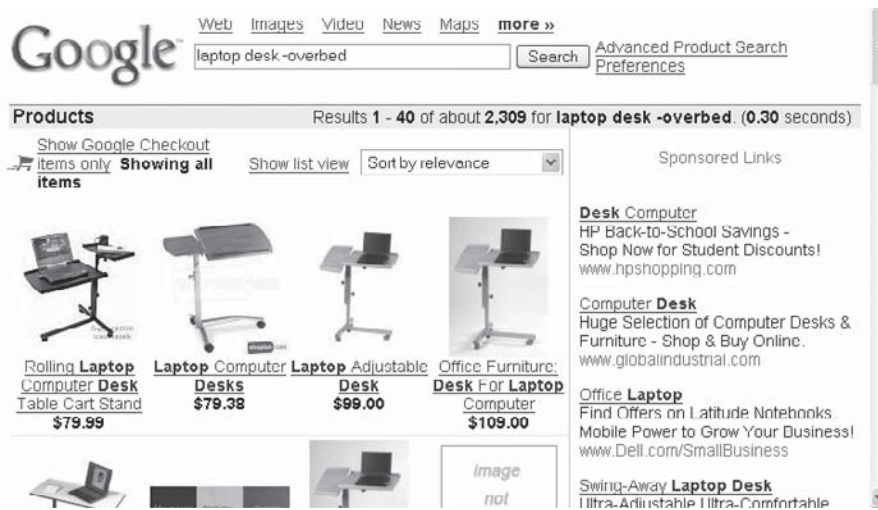 Google™
Web Images Video News Maps more »
laptop desk -overbed
Search
Advanced Product Search
Preferences
Products
Results 1 - 40 of about 2,309 for laptop desk -overbed. (0.30 seconds)
Show Google Checkout
items only Showing all
items
Show list view
Sort by relevance
Rolling Laptop
Computer Desk
Table Cart Stand
$79.99
Laptop Computer
Desks
$79.38
Laptop Adjustable
Desk
$99.00
Office Furniture:
Desk For Laptop
Computer
$109.00
image
not
Sponsored Links
Desk Computer
HP Back-to-School Savings -
Shop Now for Student Discounts!
www.hpshopping.com
Computer Desk
Huge Selection of Computer Desks &
Furniture - Shop & Buy Online.
www.globalindustrial.com
Office Laptop
Find Offers on Latitude Notebooks.
Mobile Power to Grow Your Business!
www.Dell.com/SmallBusiness
Swing-Away Laptop Desk
Ultra-Adjustable Ultra-Comfortable